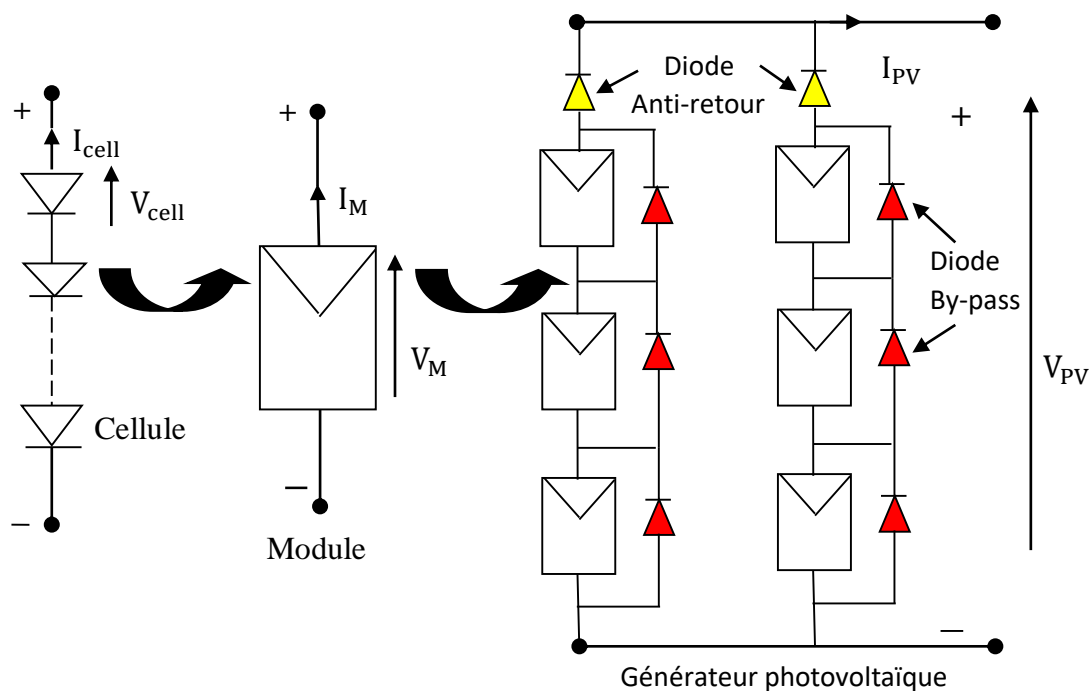 +
I_cell
V_cell
Cellule
−
+
I_M
V_M
−
Module
Diode
Anti-retour
I_PV
+
Diode
By-pass
V_PV
−
Générateur photovoltaïque